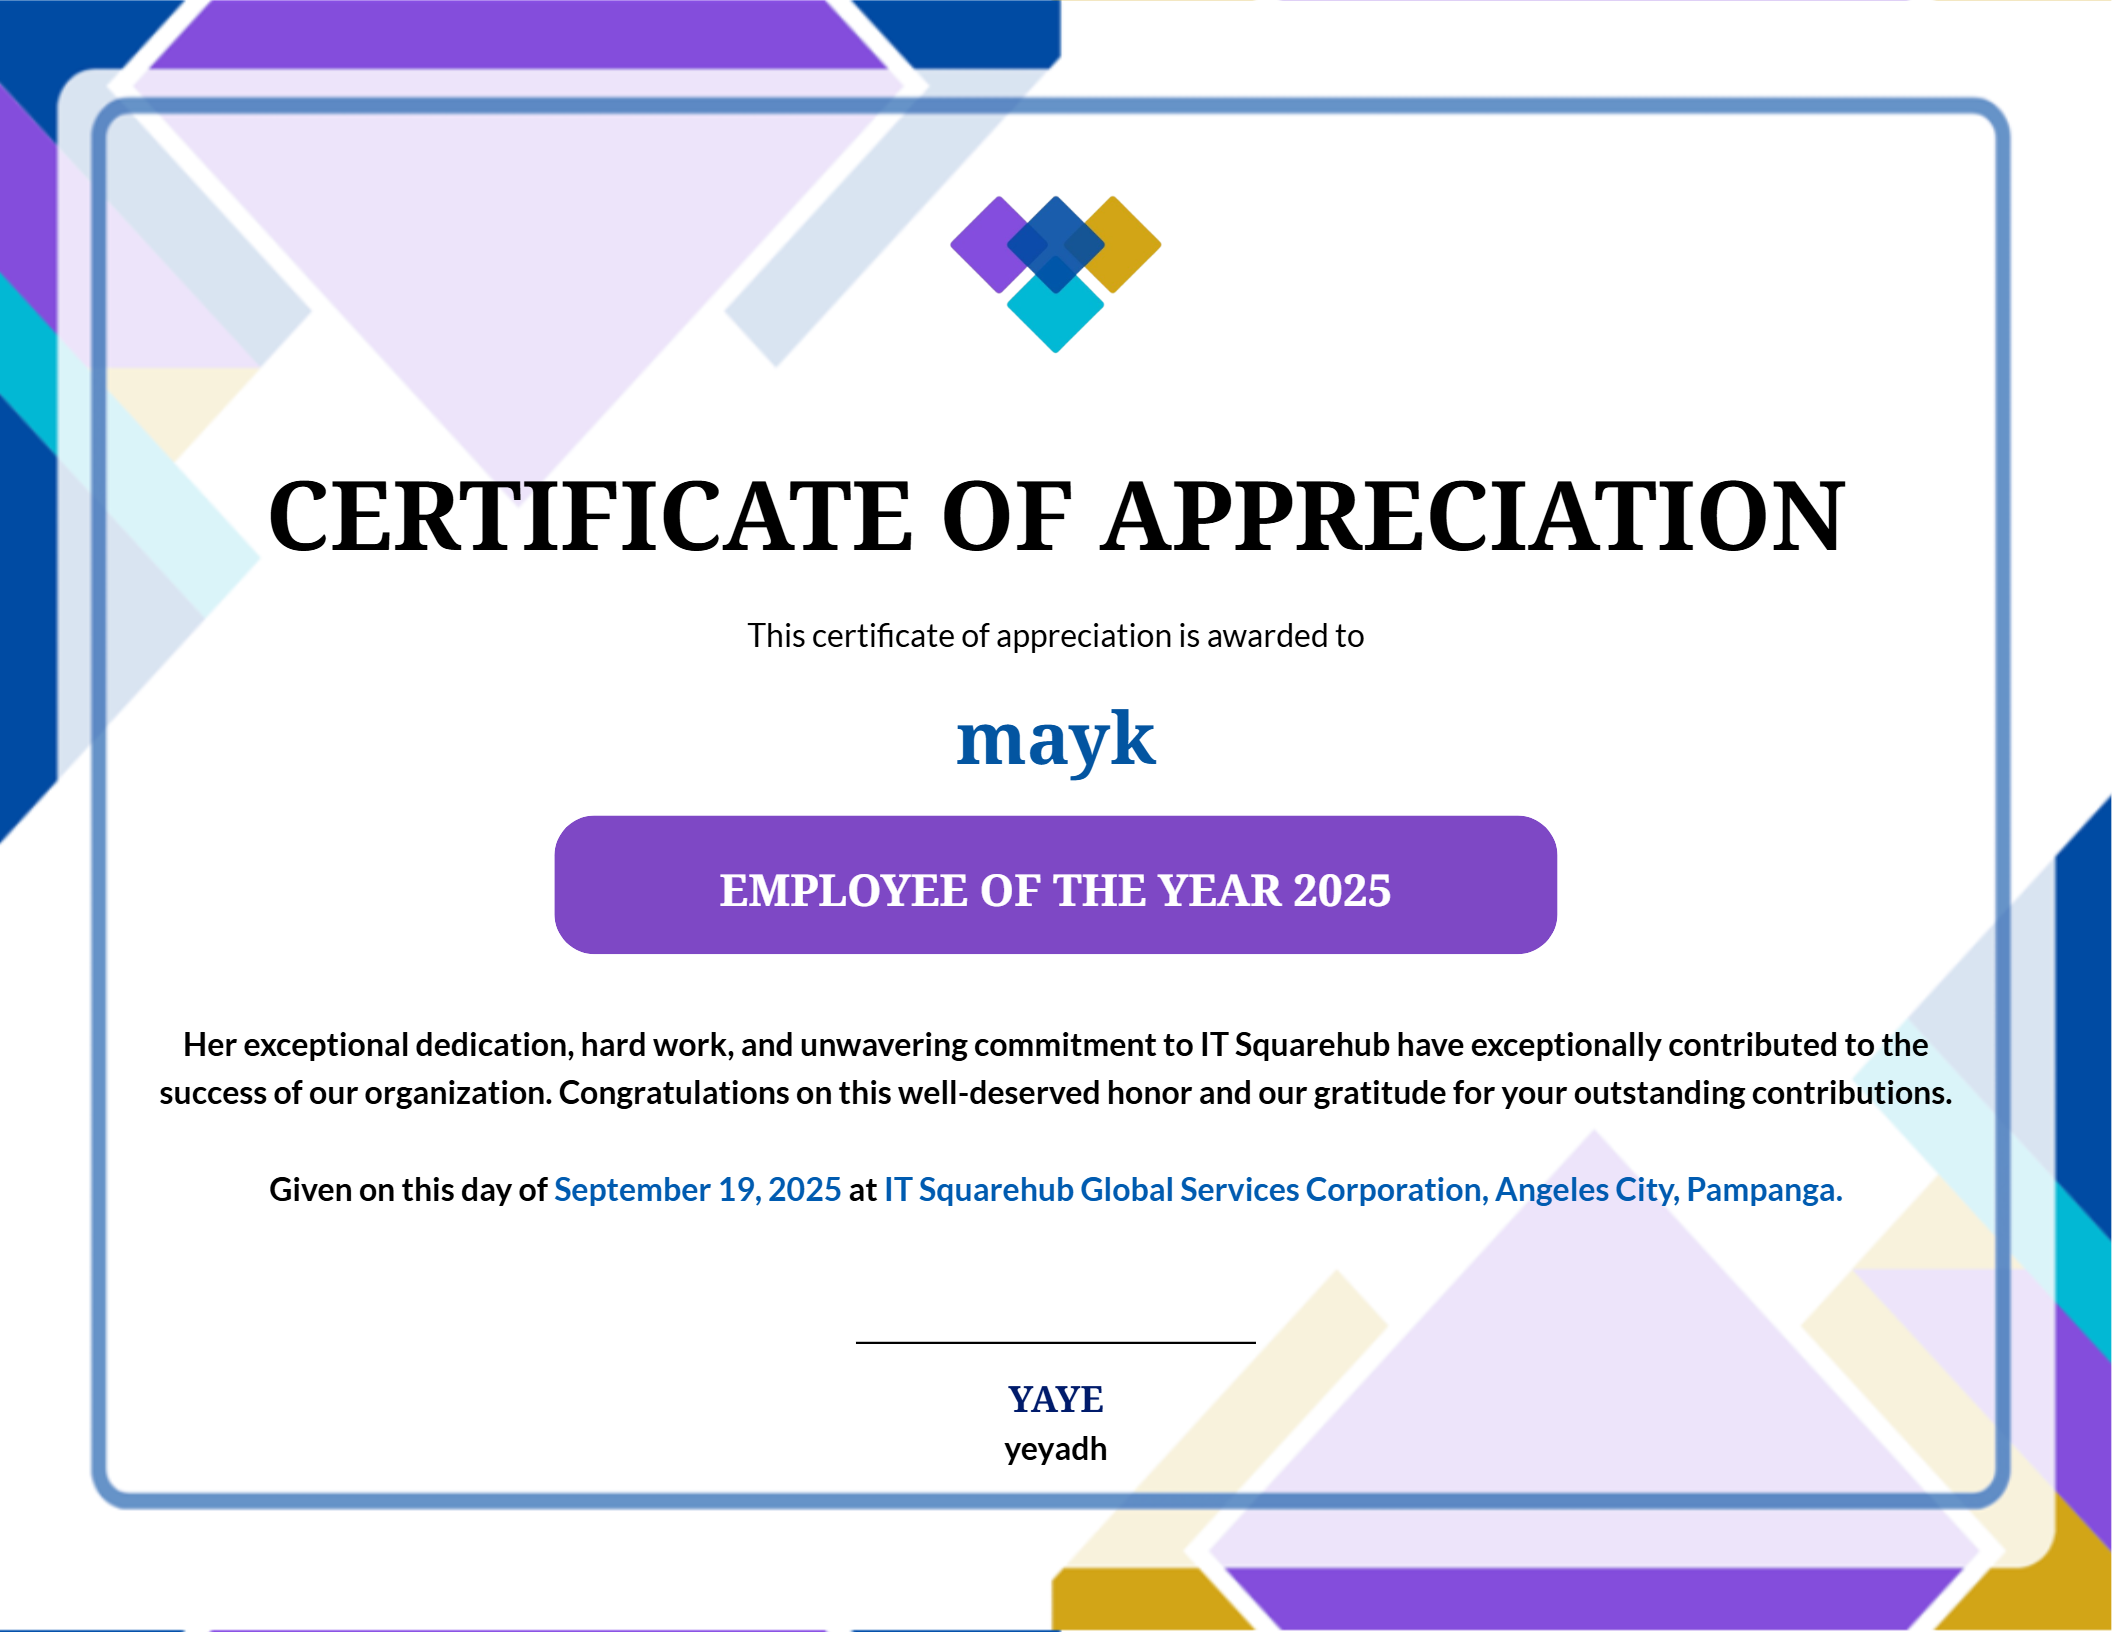 CERTIFICATE OF APPRECIATION
This certificate of appreciation is awarded to
mayk
EMPLOYEE OF THE YEAR 2025
Her exceptional dedication, hard work, and unwavering commitment to IT Squarehub have exceptionally contributed to the
success of our organization. Congratulations on this well-deserved honor and our gratitude for your outstanding contributions.
Given on this day of September 19, 2025 at IT Squarehub Global Services Corporation, Angeles City, Pampanga.
YAYE
yeyadh